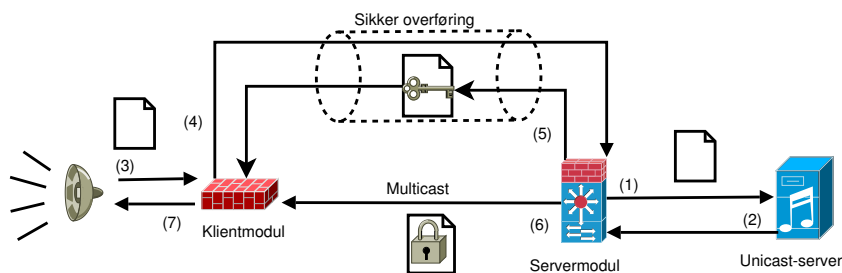 Sikker overføring
(4)
(3)
(5)
(1)
Multicast
(7)
(6)
(2)
Klientmodul
Servermodul
Unicast-server